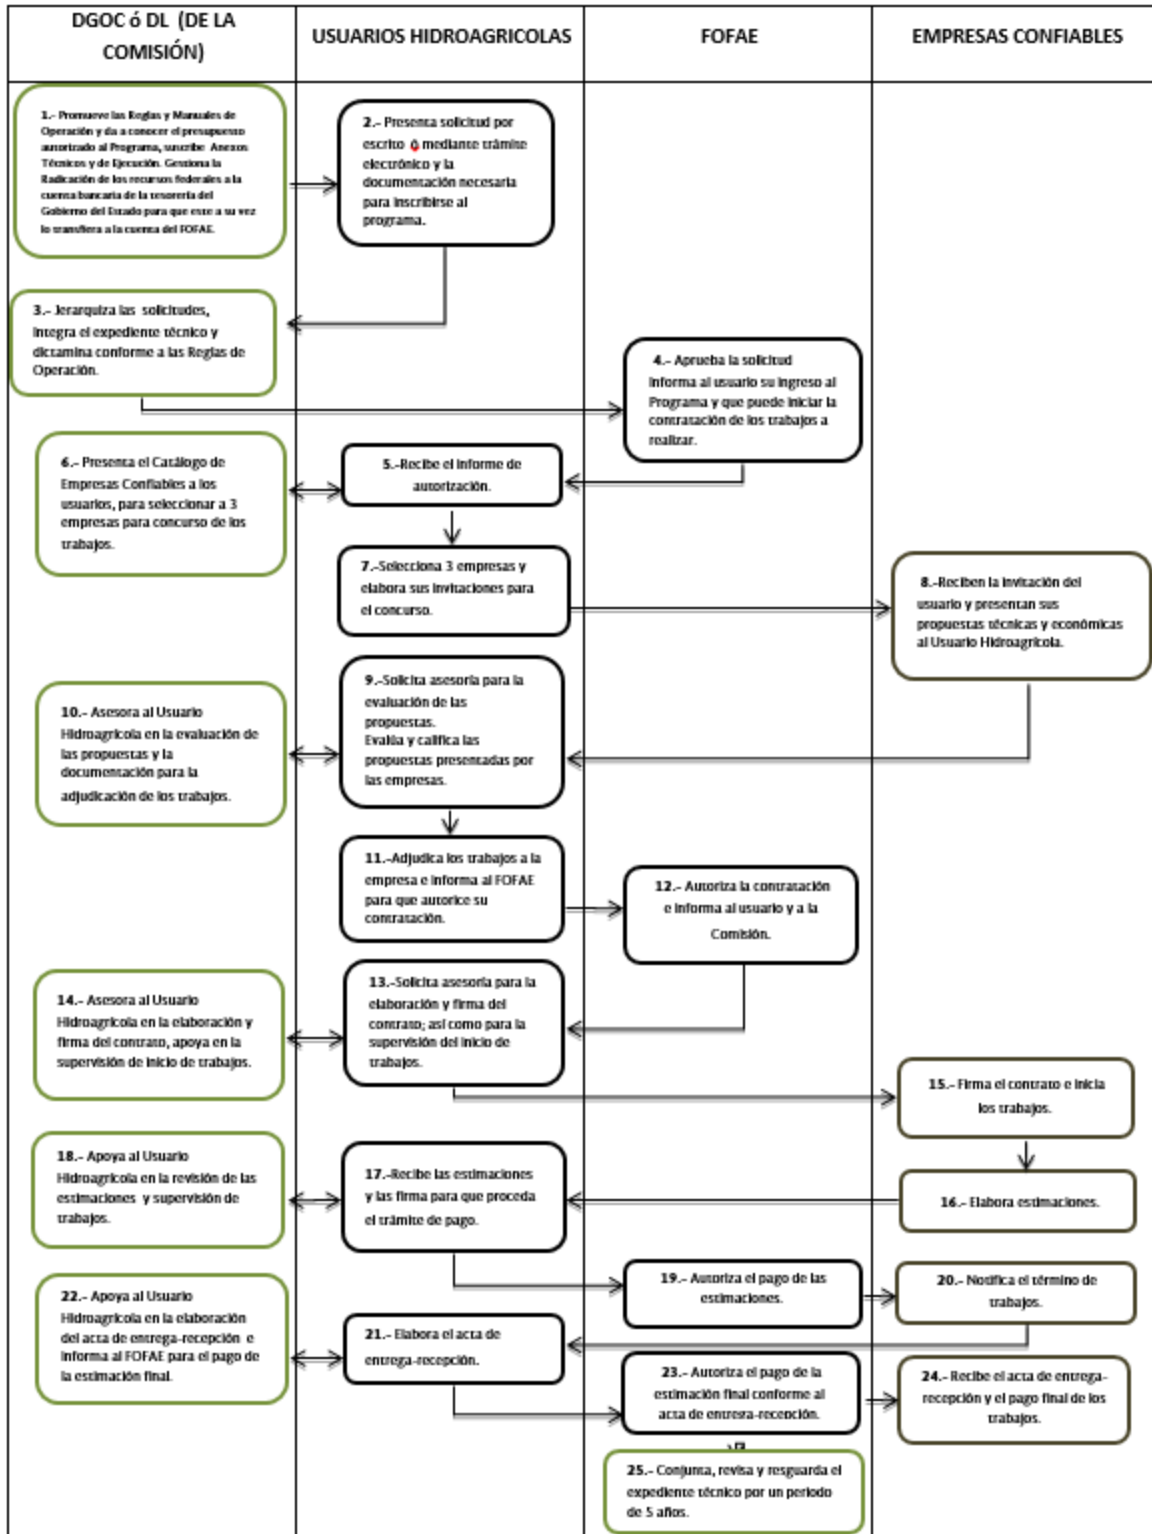 DGOC ó DL (DE LA
COMISIÓN)
USUARIOS HIDROAGRICOLAS
FOFAE
EMPRESAS CONFIABLES
1.- Promueve las Reglas y Manuales de
Operación y da a conocer el presupuesto
autorizado al Programa, suscribe Anexos
Técnicos y de Ejecución. Gestiona la
Radicación de los recursos federales a la
cuenta bancaria de la tesorería del
Gobierno del Estado para que este a su vez
lo transfiera a la cuenta del FOFAE.
2.- Presenta solicitud por
escrito ó mediante trámite
electrónico y la
documentación necesaria
para inscribirse al
programa.
3.- Jerarquiza las solicitudes,
integra el expediente técnico y
dictamina conforme a las Reglas de
Operación.
4.- Aprueba la solicitud
informa al usuario su ingreso al
Programa y que puede iniciar la
contratación de los trabajos a
realizar.
5.-Recibe el informe de
autorización.
6.- Presenta el Catálogo de
Empresas Confiables a los
usuarios, para seleccionar a 3
empresas para concurso de los
trabajos.
7.-Selecciona 3 empresas y
elabora sus invitaciones para
el concurso.
8.-Reciben la invitación del
usuario y presentan sus
propuestas técnicas y económicas
al Usuario Hidroagrícola.
9.-Solicita asesoría para la
evaluación de las
propuestas.
Evalúa y califica las
propuestas presentadas por
las empresas.
10.- Asesora al Usuario
Hidroagrícola en la evaluación de
las propuestas y la
documentación para la
adjudicación de los trabajos.
11.-Adjudica los trabajos a la
empresa e informa al FOFAE
para que autorice su
contratación.
12.- Autoriza la contratación
e informa al usuario y a la
Comisión.
13.-Solicita asesoría para la
elaboración y firma del
contrato; así como para la
supervisión del inicio de
trabajos.
14.- Asesora al Usuario
Hidroagrícola en la elaboración y
firma del contrato, apoya en la
supervisión de inicio de trabajos.
15.- Firma el contrato e inicia
los trabajos.
16.- Elabora estimaciones.
17.-Recibe las estimaciones
y las firma para que proceda
el trámite de pago.
18.- Apoya al Usuario
Hidroagrícola en la revisión de las
estimaciones y supervisión de
trabajos.
19.- Autoriza el pago de las
estimaciones.
20.- Notifica el término de
trabajos.
21.- Elabora el acta de
entrega-recepción.
22.- Apoya al Usuario
Hidroagrícola en la elaboración
del acta de entrega-recepción e
informa al FOFAE para el pago de
la estimación final.
23.- Autoriza el pago de la
estimación final conforme al
acta de entrega-recepción.
24.- Recibe el acta de entrega-
recepción y el pago final de los
trabajos.
25.- Conjunta, revisa y resguarda el
expediente técnico por un periodo
de 5 años.